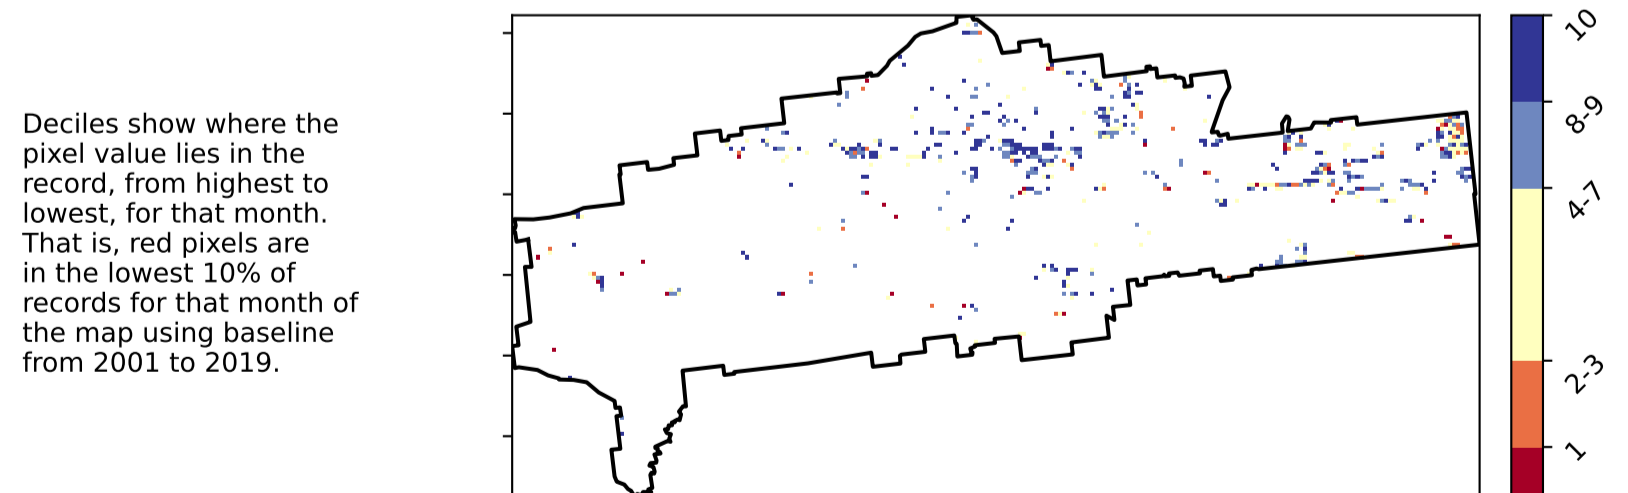 Deciles show where the
pixel value lies in the
record, from highest to
lowest, for that month.
That is, red pixels are
in the lowest 10% of
records for that month of
the map using baseline
from 2001 to 2019.
10
8-9
4-7
2-3
1